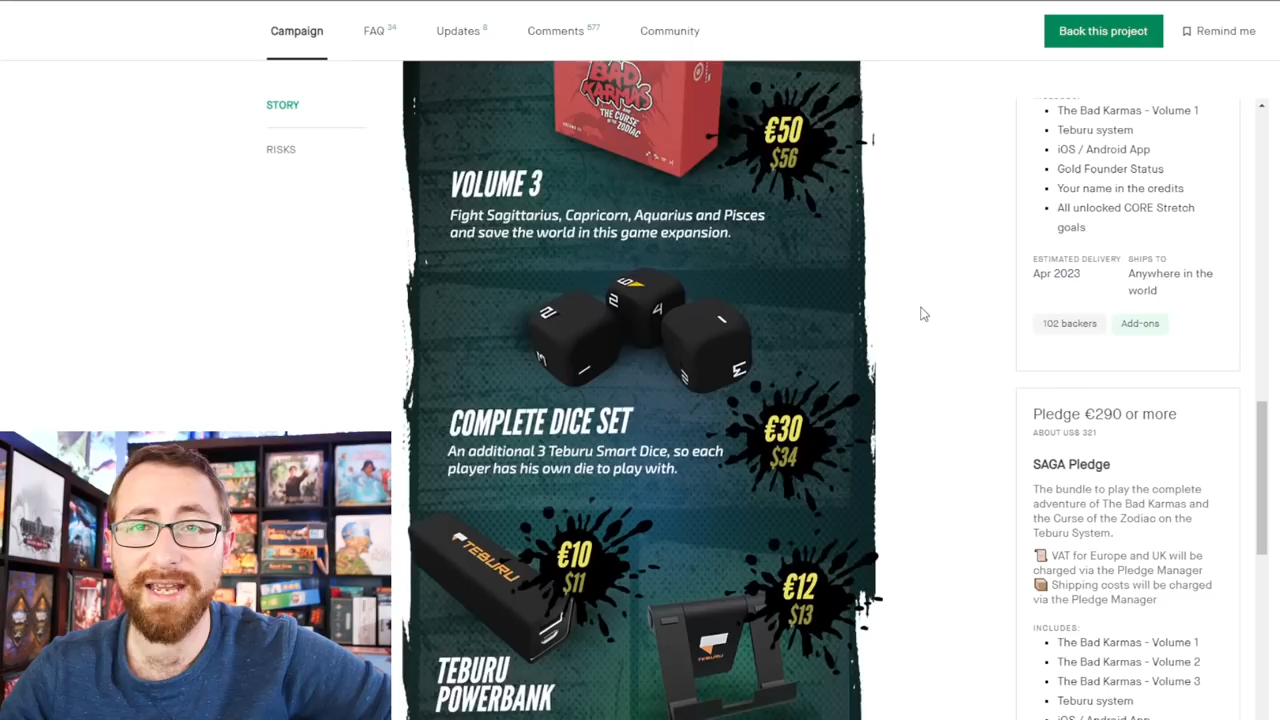 Campaign
FAQ 34
Updates 8
Comments 577
Community
Back this project
Remind me
STORY
RISKS
BAD
KARMAS
AND
THE CURSE
OF THE ZODIAC
€50
$56
VOLUME 3
Fight Sagittarius, Capricorn, Aquarius and Pisces
and save the world in this game expansion.
COMPLETE DICE SET
An additional 3 Teburu Smart Dice, so each
player has his own die to play with.
€30
$34
TEBURU
€10
$11
€12
$13
TEBURU
TEBURU
POWERBANK
The Bad Karmas - Volume 1
Teburu system
iOS / Android App
Gold Founder Status
Your name in the credits
All unlocked CORE Stretch
goals
ESTIMATED DELIVERY
Apr 2023
SHIPS TO
Anywhere in the
world
102 backers
Add-ons
Pledge €290 or more
ABOUT US$ 321
SAGA Pledge
The bundle to play the complete
adventure of The Bad Karmas and
the Curse of the Zodiac on the
Teburu System.
VAT for Europe and UK will be
charged via the Pledge Manager
Shipping costs will be charged
via the Pledge Manager
INCLUDES:
The Bad Karmas - Volume 1
The Bad Karmas - Volume 2
The Bad Karmas - Volume 3
Teburu system
iOS / Android App